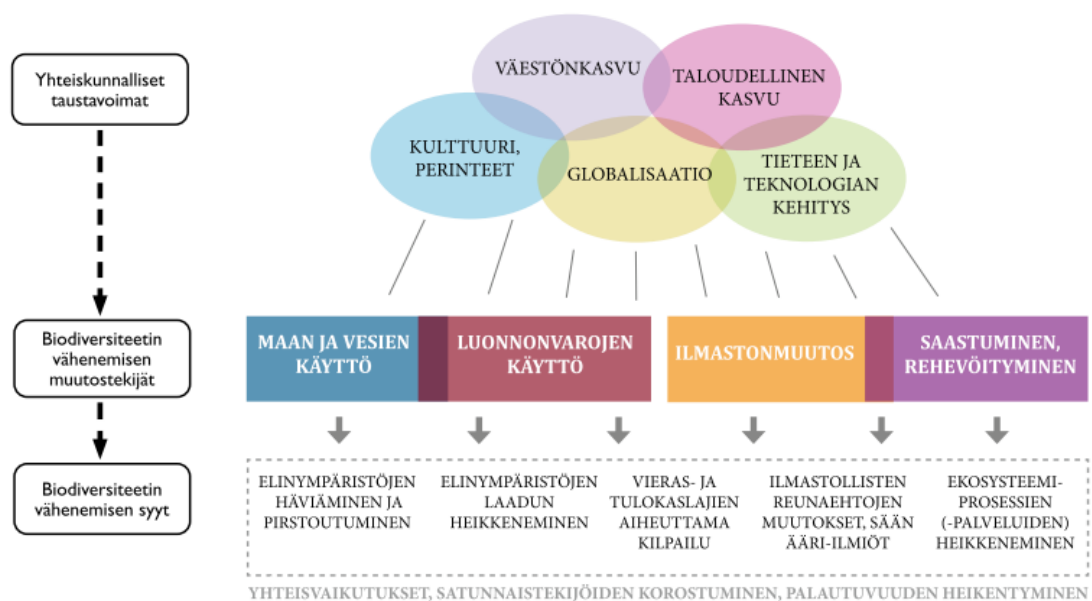 Yhteiskunnalliset
taustavoimat
VÄESTÖNKASVU
TALOUDELLINEN
KASVU
KULTTUURI,
PERINTEET
GLOBALISAATIO
TIETEEN JA
TEKNOLOGIAN
KEHITYS
Biodiversiteetin
vähenemisen
muutostekijät
MAAN JA VESIEN
KÄYTTÖ
LUONNONVAROJEN
KÄYTTÖ
ILMASTONMUUTOS
SAASTUMINEN,
REHEVÖITYMINEN
Biodiversiteetin
vähenemisen syyt
ELINYMPÄRISTÖJEN
HÄVIÄMINEN JA
PIRSTOUTUMINEN
ELINYMPÄRISTÖJEN
LAADUN
HEIKKENEMINEN
VIERAS- JA
TULOKASLAJIEN
AIHEUTTAMA
KILPAILU
ILMASTOLLISTEN
REUNAEHTOJEN
MUUTOKSET, SÄÄN
ÄÄRI-ILMIÖT
EKOSYSTEEMI-
PROSESSIEN
(-PALVELUIDEN)
HEIKKENEMINEN
YHTEISVAIKUTUKSET, SATUNNAISTEKIJÖIDEN KOROSTUMINEN, PALAUTUVUUDEN HEIKENTYMINEN